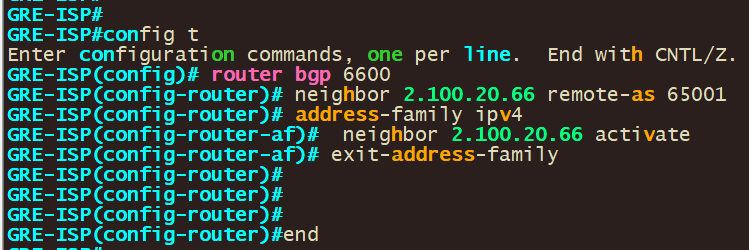 GRE-ISP#
GRE-ISP#config t
Enter configuration commands, one per line.  End with CNTL/Z.
GRE-ISP(config)# router bgp 6600
GRE-ISP(config-router)# neighbor 2.100.20.66 remote-as 65001
GRE-ISP(config-router)# address-family ipv4
GRE-ISP(config-router-af)#  neighbor 2.100.20.66 activate
GRE-ISP(config-router-af)# exit-address-family
GRE-ISP(config-router)#
GRE-ISP(config-router)#
GRE-ISP(config-router)#
GRE-ISP(config-router)#end